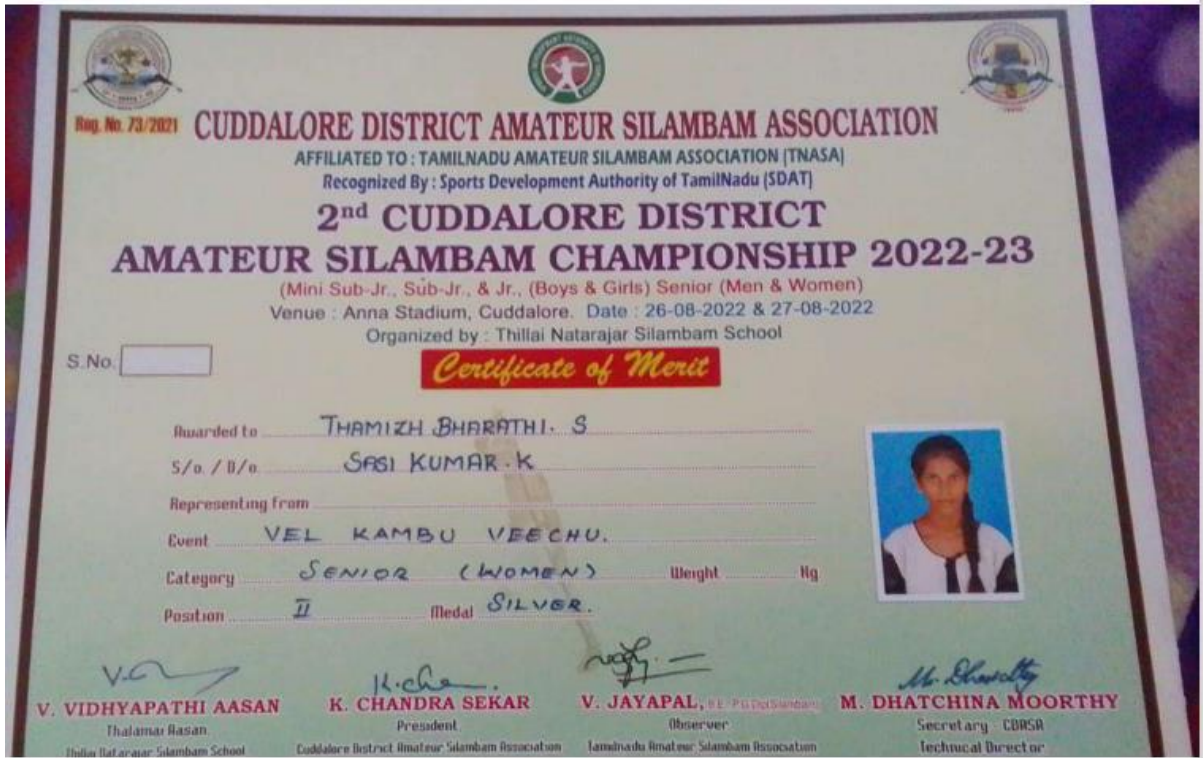 Reg. No. 73/2021
CUDDALORE DISTRICT AMATEUR SILAMBAM ASSOCIATION
AFFILIATED TO : TAMILNADU AMATEUR SILAMBAM ASSOCIATION (TNASA)
Recognized By : Sports Development Authority of TamilNadu (SDAT)
2nd CUDDALORE DISTRICT
AMATEUR SILAMBAM CHAMPIONSHIP 2022-23
(Mini Sub-Jr., Sub-Jr., & Jr., (Boys & Girls) Senior (Men & Women)
Venue : Anna Stadium, Cuddalore. Date : 26-08-2022 & 27-08-2022
Organized by : Thillai Natarajar Silambam School
S.No.
Certificate of Merit
Awarded to THAMIZH BHARATHI. S
S/o. / D/o. SASI KUMAR. K
Representing from
Event VEL KAMBU VEECHU.
Category SENIOR (WOMEN) Weight Kg
Position II Medal SILVER.
V. VIDHYAPATHI AASAN K. CHANDRA SEKAR V. JAYAPAL, M. DHATCHINA MOORTHY
Thalamai Aasan President Observer Secretary - CDASA
Thillai Natarajar Silambam School Cuddalore District Amateur Silambam Association Tamilnadu Amateur Silambam Association Technical Director